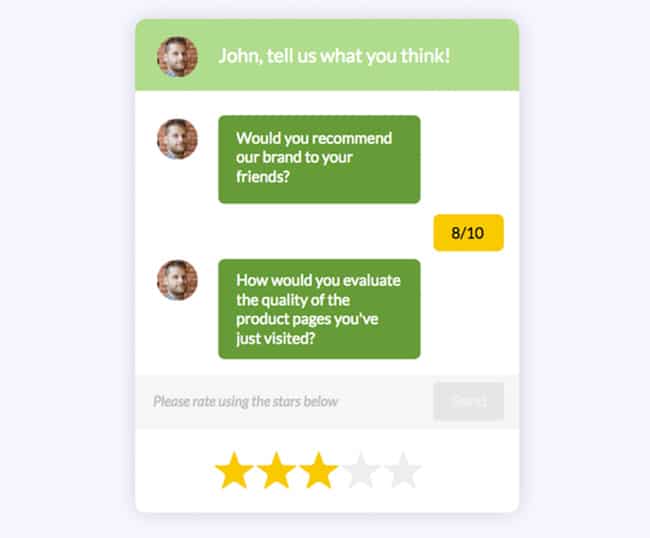 John, tell us what you think!
Would you recommend
our brand to your
friends?
8/10
How would you evaluate
the quality of the
product pages you've
just visited?
Please rate using the stars below
Send